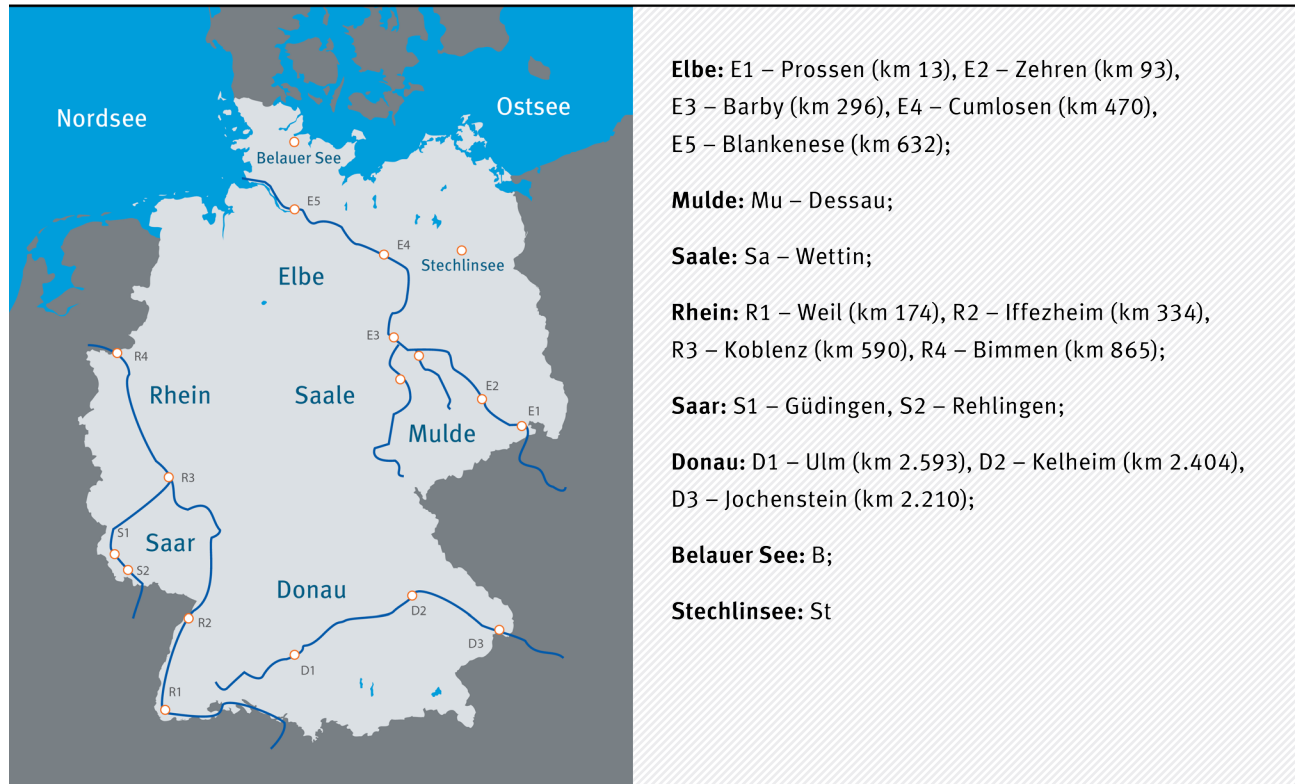 Nordsee
Ostsee
Belauer See
E5
E4
Stechlinsee
Elbe
E3
R4
Rhein
Saale
E2
E1
Mulde
R3
S1
Saar
S2
Donau
D2
R2
D3
D1
R1
Elbe: E1 – Prossen (km 13), E2 – Zehren (km 93),
E3 – Barby (km 296), E4 – Cumlosen (km 470),
E5 – Blankenese (km 632);
Mulde: Mu – Dessau;
Saale: Sa – Wettin;
Rhein: R1 – Weil (km 174), R2 – Iffezheim (km 334),
R3 – Koblenz (km 590), R4 – Bimmen (km 865);
Saar: S1 – Güdingen, S2 – Rehlingen;
Donau: D1 – Ulm (km 2.593), D2 – Kelheim (km 2.404),
D3 – Jochenstein (km 2.210);
Belauer See: B;
Stechlinsee: St